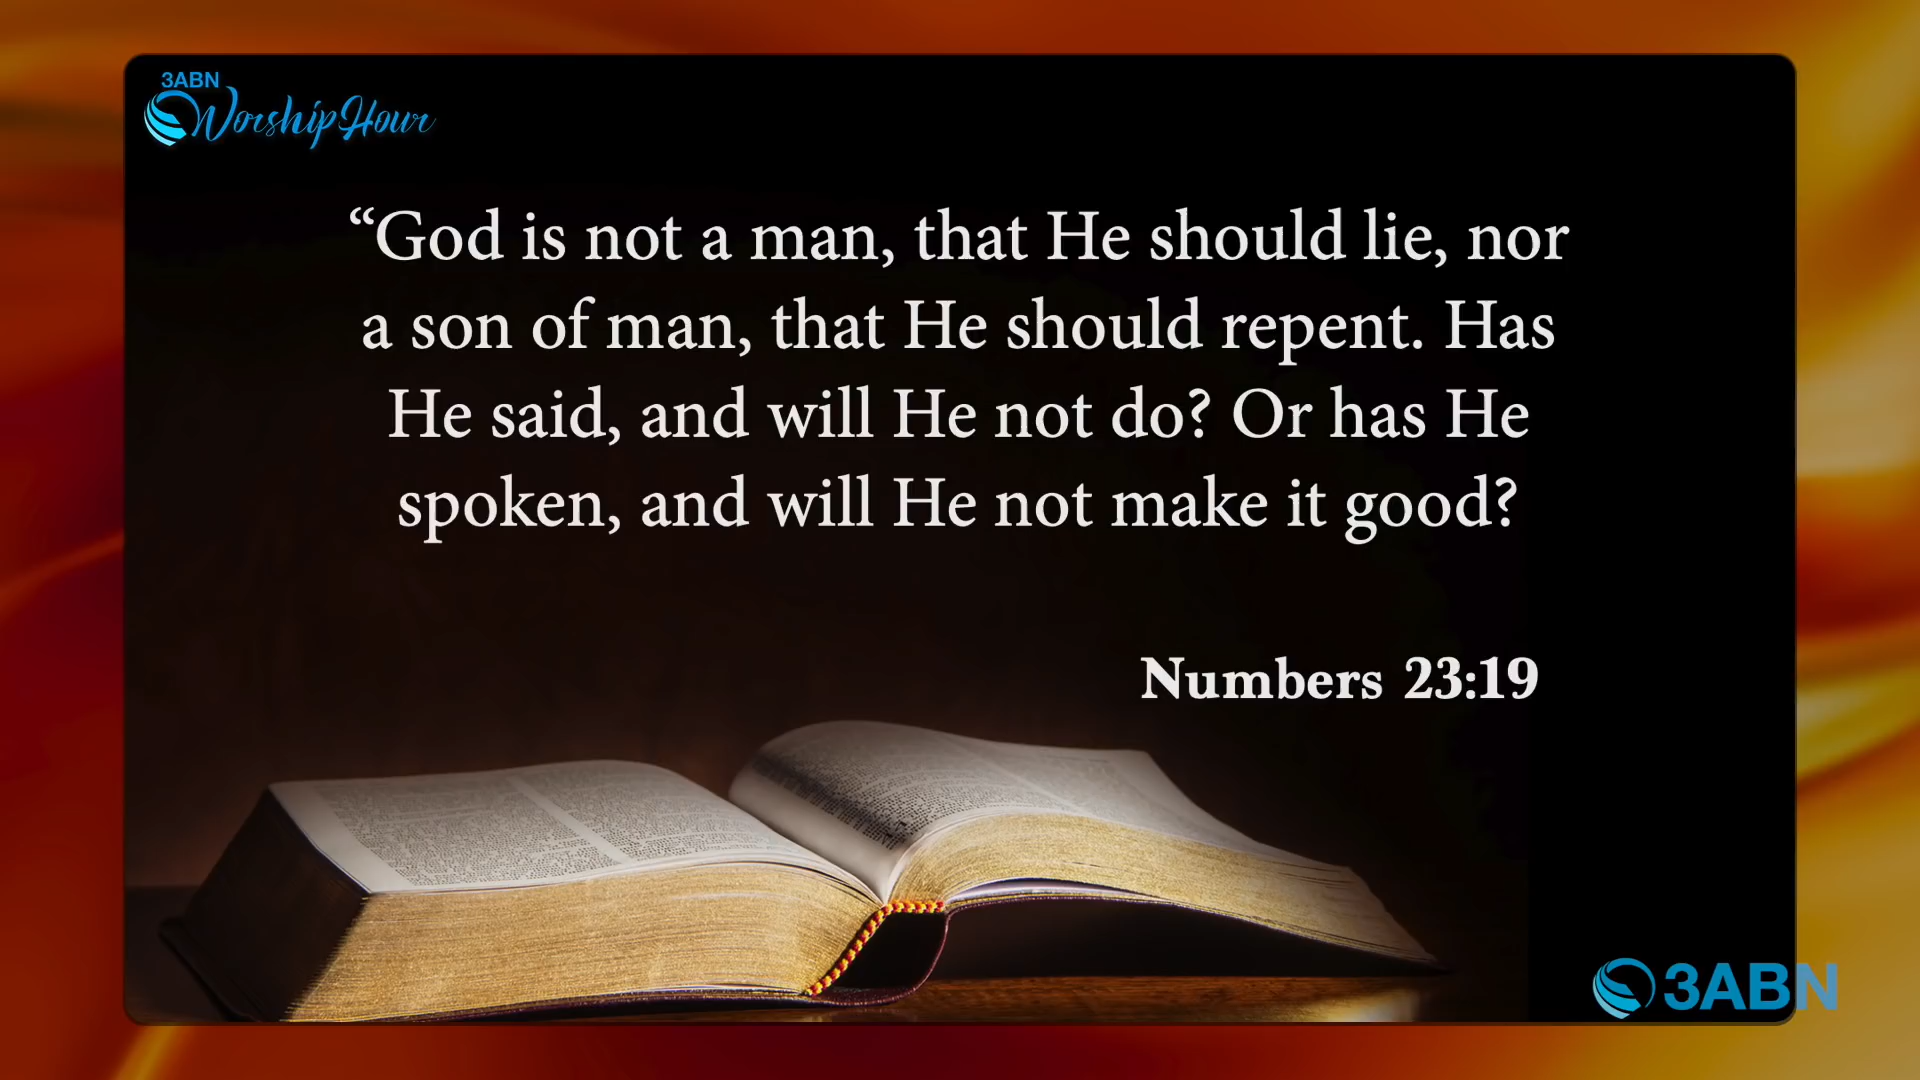 3ABN
Worship Hour
“God is not a man, that He should lie, nor
a son of man, that He should repent. Has
He said, and will He not do? Or has He
spoken, and will He not make it good?
Numbers 23:19
3ABN